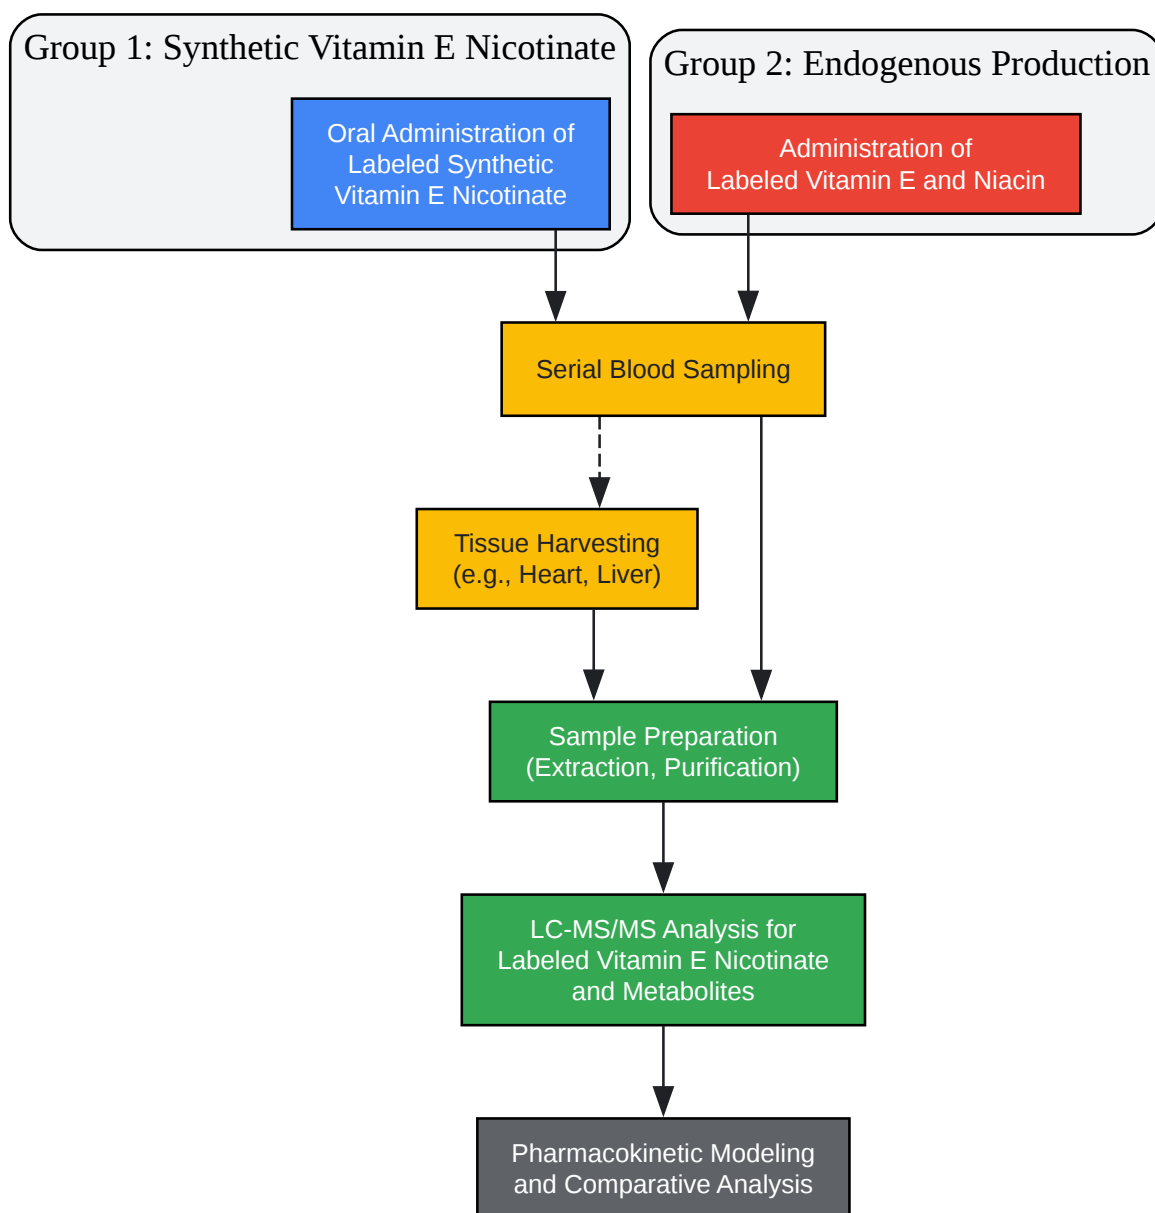 Group 1: Synthetic Vitamin E Nicotinate
Oral Administration of
Labeled Synthetic
Vitamin E Nicotinate
Group 2: Endogenous Production
Administration of
Labeled Vitamin E and Niacin
Serial Blood Sampling
Tissue Harvesting
(e.g., Heart, Liver)
Sample Preparation
(Extraction, Purification)
LC-MS/MS Analysis for
Labeled Vitamin E Nicotinate
and Metabolites
Pharmacokinetic Modeling
and Comparative Analysis